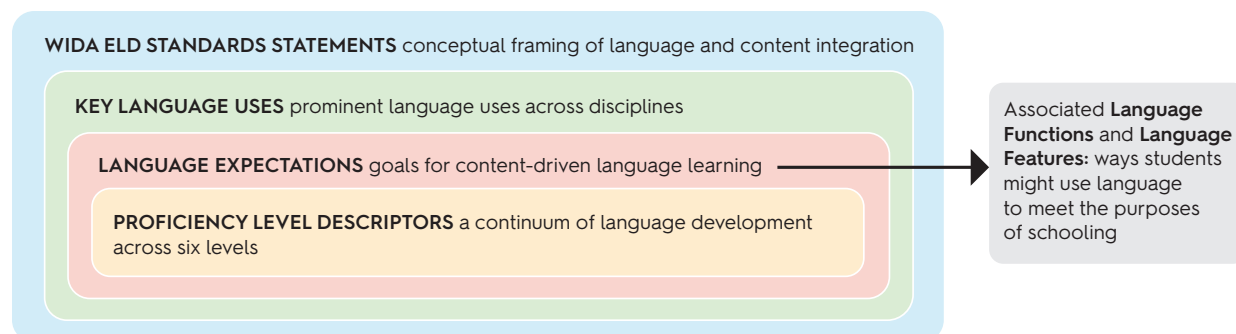 WIDA ELD STANDARDS STATEMENTS conceptual framing of language and content integration
KEY LANGUAGE USES prominent language uses across disciplines
LANGUAGE EXPECTATIONS goals for content-driven language learning
PROFICIENCY LEVEL DESCRIPTORS a continuum of language development
across six levels
Associated Language
Functions and Language
Features: ways students
might use language
to meet the purposes
of schooling